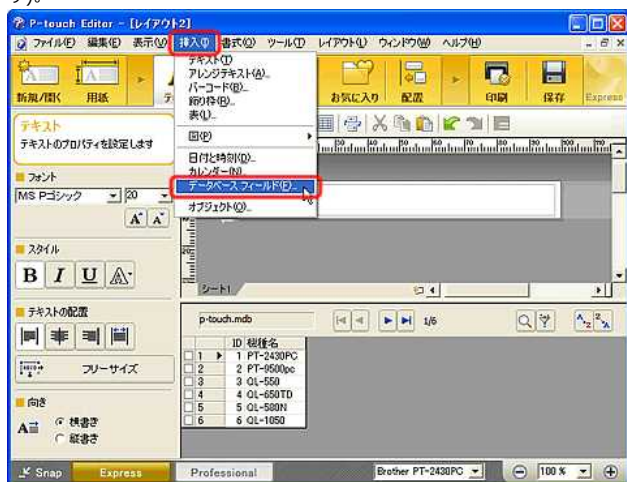 う)。
P-touch Editor - [レイアウト2]
ファイル(F) 編集(E) 表示(V) 挿入(I) 書式(O) ツール(T) レイアウト(L) ウィンドウ(W) ヘルプ(H)
テキスト(T)
アレンジテキスト(A)...
バーコード(B)...
飾り枠(R)...
表(L)...
図(P)
日付と時刻(D)...
カレンダー(N)...
データベース フィールド(E)...
オブジェクト(O)...
新規/開く 用紙 お気に入り 配置 印刷 保存 Express
テキスト
テキストのプロパティを設定します
フォント
MS Pゴシック 20
A A
スタイル
B I U A
テキストの配置
フリーサイズ
向き
A 横書き
縦書き
シート1
p-touch.mdb 1/6
ID 機種名
1 1 PT-2430PC
2 2 PT-9500pc
3 3 QL-550
4 4 QL-650TD
5 5 QL-580N
6 6 QL-1050
Snap Express Professional Brother PT-2430PC 100 %